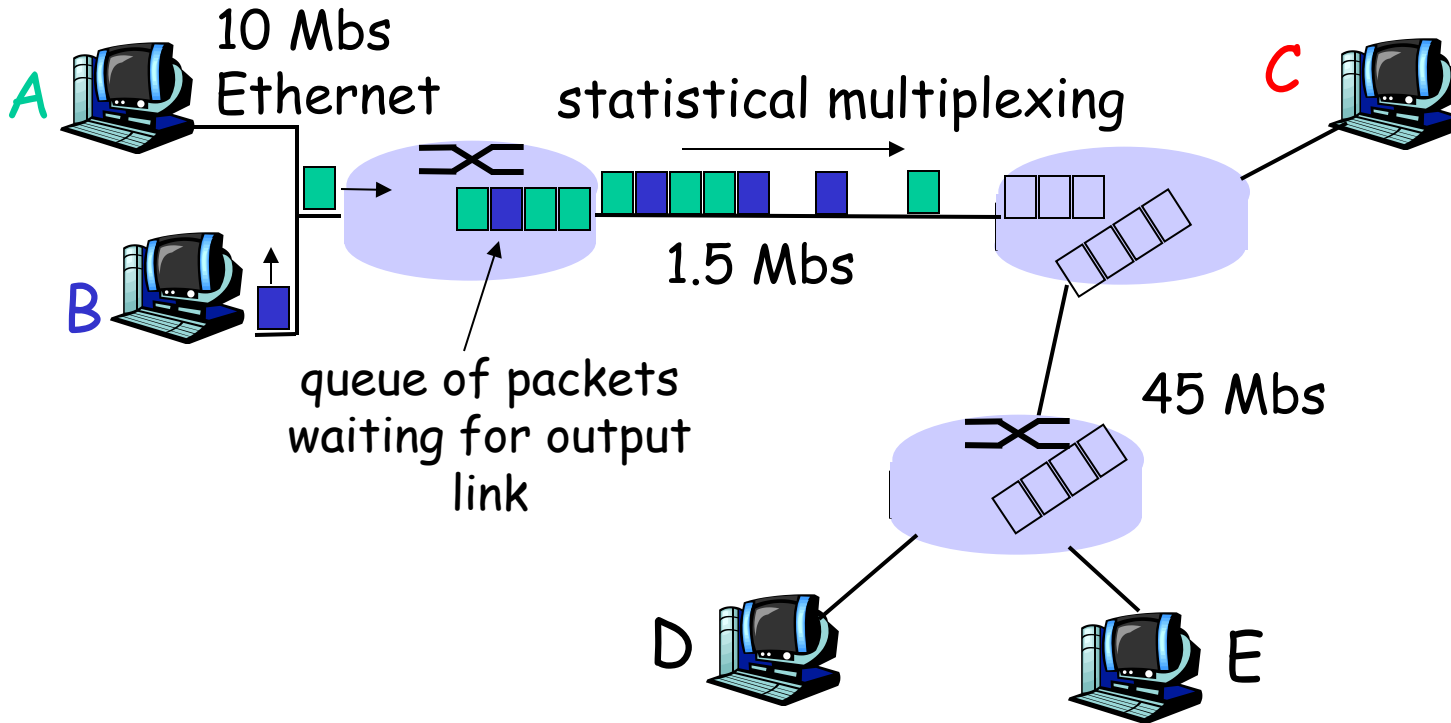 10 Mbs
Ethernet
A
statistical multiplexing
C
B
1.5 Mbs
queue of packets
waiting for output
link
45 Mbs
D
E